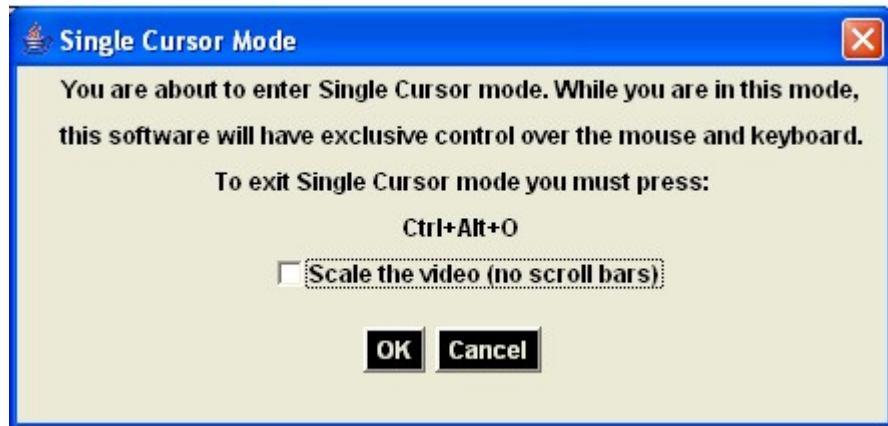 Single Cursor Mode
You are about to enter Single Cursor mode. While you are in this mode,
this software will have exclusive control over the mouse and keyboard.
To exit Single Cursor mode you must press:
Ctrl+Alt+O
Scale the video (no scroll bars)
OK Cancel